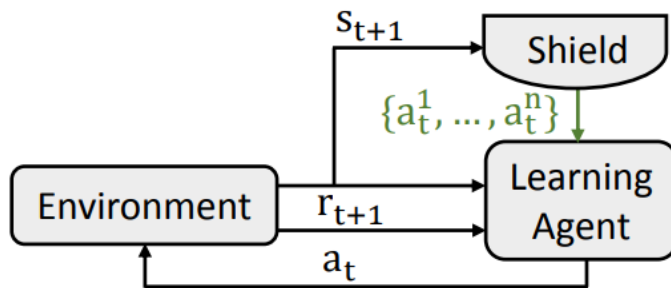 s_{t+1}
Shield
{a_t^1, ..., a_t^n}
Environment
r_{t+1}
Learning
Agent
a_t